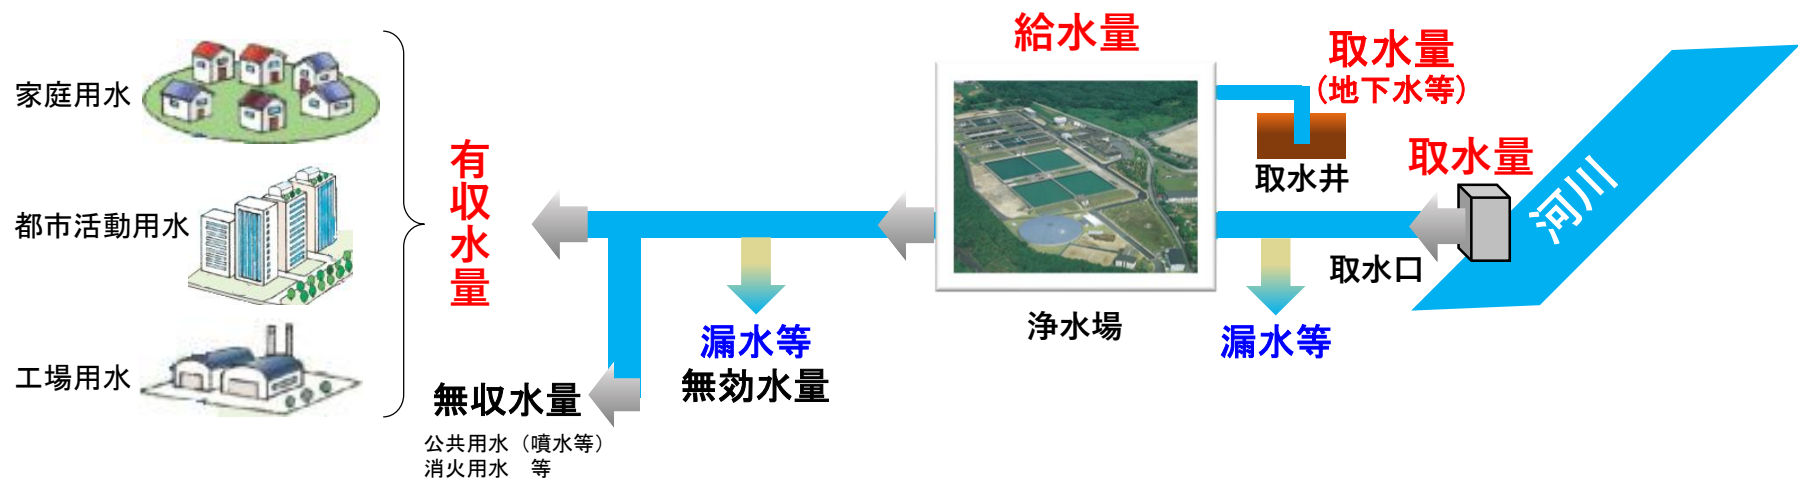 家庭用水
都市活動用水
工場用水
有収水量
無収水量
公共用水（噴水等）
消火用水　等
漏水等
無効水量
給水量
浄水場
取水量
（地下水等）
取水井
取水量
取水口
漏水等
河川